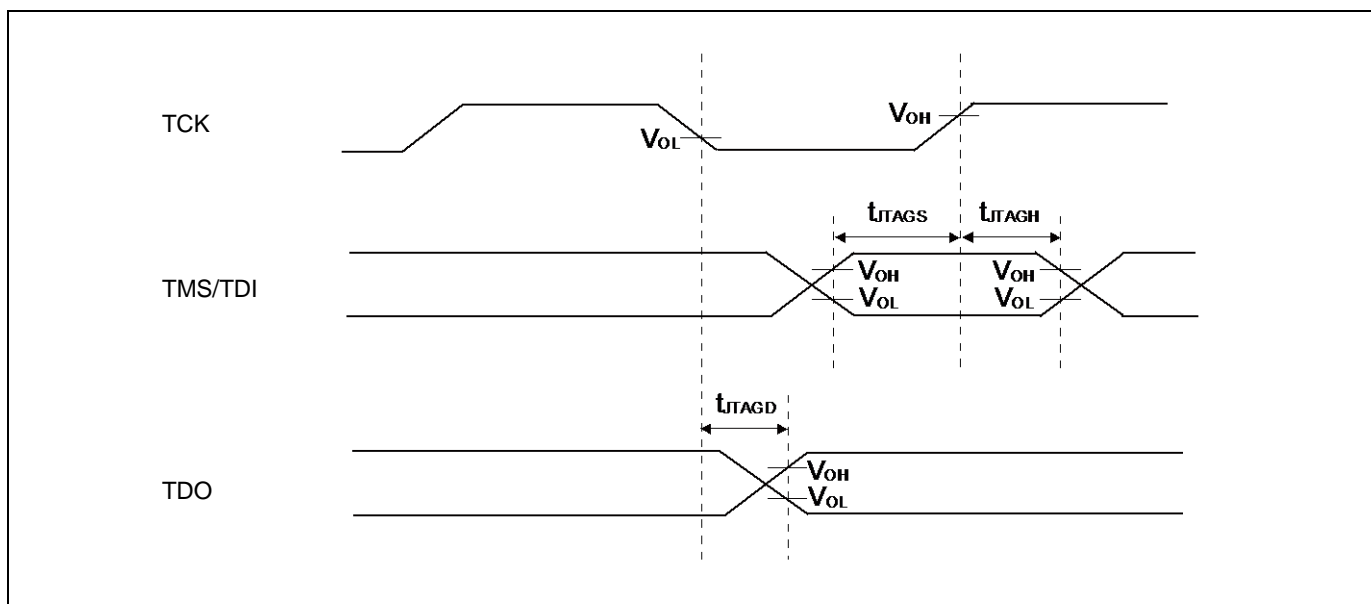 TCK
VOL
VOH
tJTAGS
tJTAGH
TMS/TDI
VOH
VOL
VOH
VOL
tJTAGD
TDO
VOH
VOL